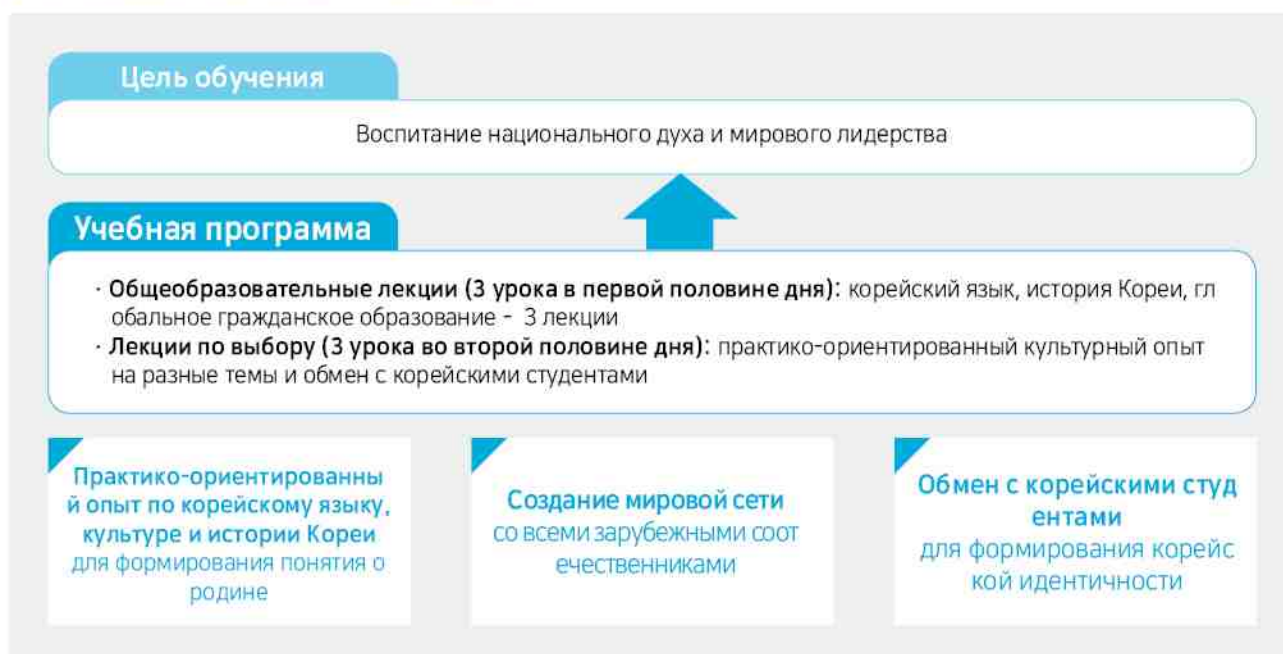 Цель обучения
Воспитание национального духа и мирового лидерства
Учебная программа
· Общеобразовательные лекции (3 урока в первой половине дня): корейский язык, история Кореи, гл
обальное гражданское образование - 3 лекции
· Лекции по выбору (3 урока во второй половине дня): практико-ориентированный культурный опыт
на разные темы и обмен с корейскими студентами
Практико-ориентированны
й опыт по корейскому языку,
культуре и истории Кореи
для формирования понятия о
родине
Создание мировой сети
со всеми зарубежными соот
ечественниками
Обмен с корейскими студ
ентами
для формирования корейс
кой идентичности